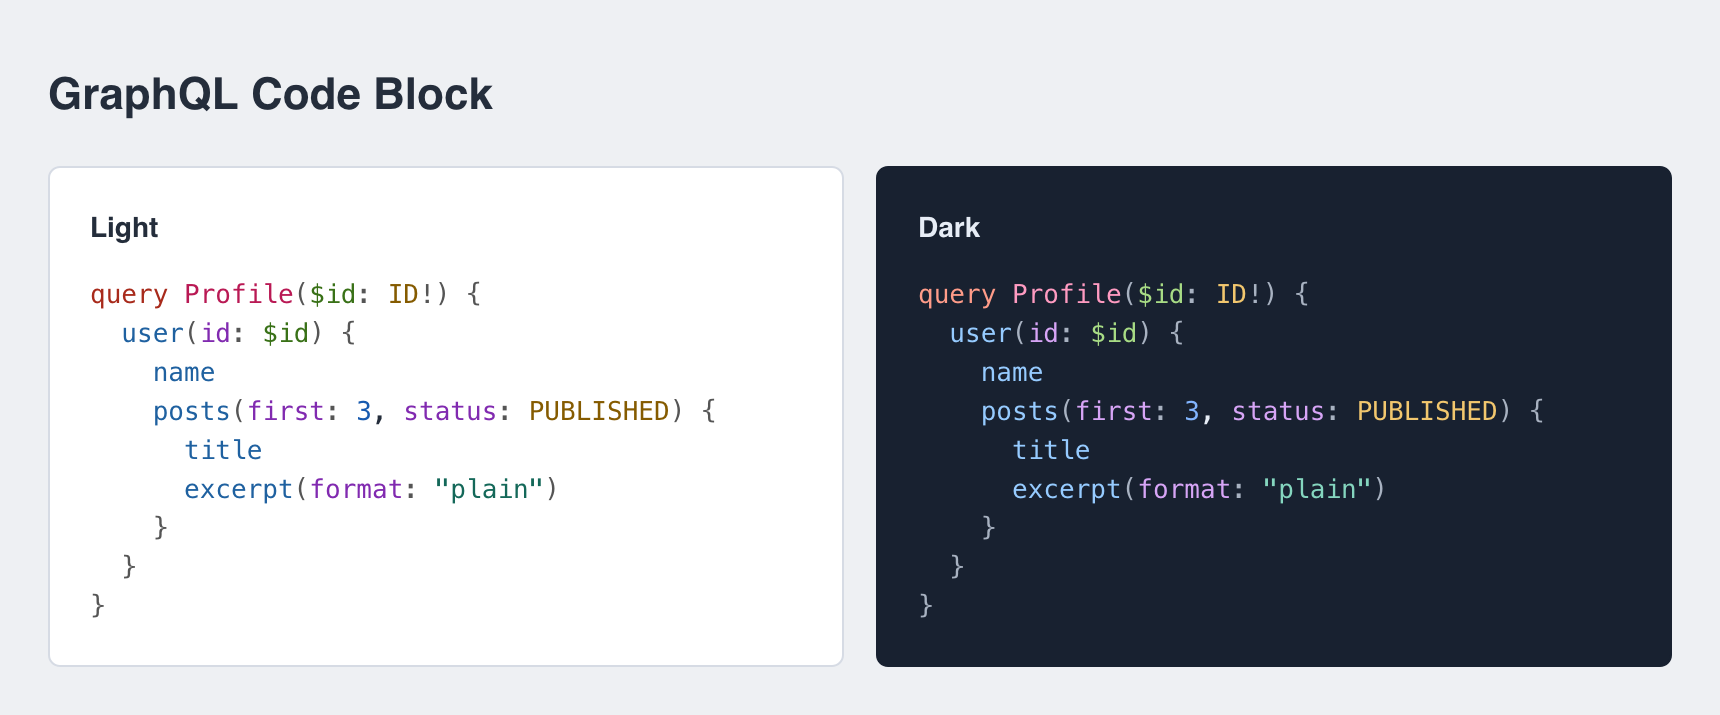 GraphQL Code Block
Light
query Profile($id: ID!) {
  user(id: $id) {
    name
    posts(first: 3, status: PUBLISHED) {
      title
      excerpt(format: "plain")
    }
  }
}
Dark
query Profile($id: ID!) {
  user(id: $id) {
    name
    posts(first: 3, status: PUBLISHED) {
      title
      excerpt(format: "plain")
    }
  }
}